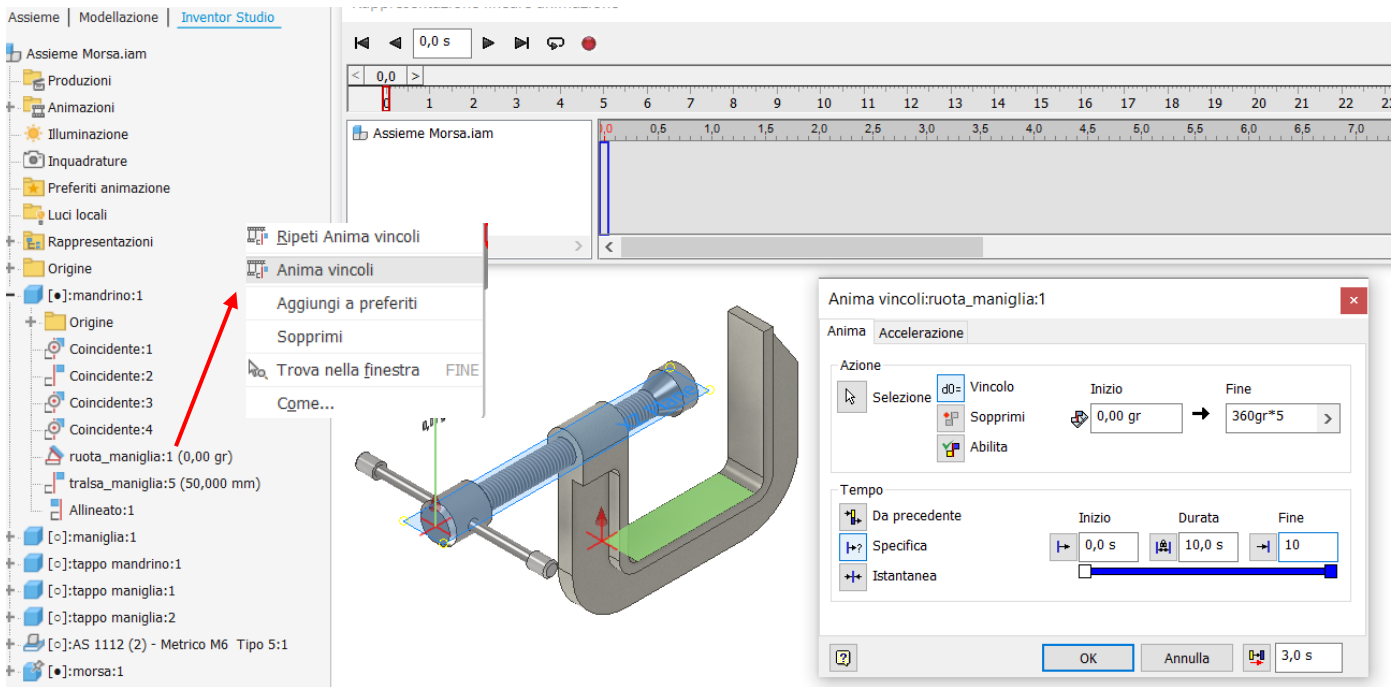 Assieme | Modellazione | Inventor Studio
Assieme Morsa.iam
Produzioni
Animazioni
Illuminazione
Inquadrature
Preferiti animazione
Luci locali
Rappresentazioni
Origine
[●]:mandrino:1
Origine
Coincidente:1
Coincidente:2
Coincidente:3
Coincidente:4
ruota_maniglia:1 (0,00 gr)
tralsa_maniglia:5 (50,000 mm)
Allineato:1
[○]:maniglia:1
[○]:tappo mandrino:1
[○]:tappo maniglia:1
[○]:tappo maniglia:2
[○]:AS 1112 (2) - Metrico M6 Tipo 5:1
[●]:morsa:1
Ripeti Anima vincoli
Anima vincoli
Aggiungi a preferiti
Sopprimi
Trova nella finestra FINE
Come...
0,0 s
< 0,0 >
0 1 2 3 4 5 6 7 8 9 10 11 12 13 14 15 16 17 18 19 20 21 22
Assieme Morsa.iam
0,0 0,5 1,0 1,5 2,0 2,5 3,0 3,5 4,0 4,5 5,0 5,5 6,0 6,5 7,0
Anima vincoli:ruota_maniglia:1
Anima Accelerazione
Azione
Selezione
d0= Vincolo
Sopprimi
Abilita
Inizio Fine
0,00 gr 360gr*5 >
Tempo
Da precedente
Specifica
Istantanea
Inizio Durata Fine
0,0 s 10,0 s 10
OK Annulla 3,0 s